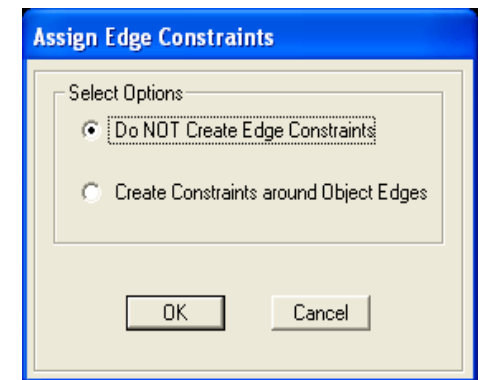 Assign Edge Constraints
Select Options
Do NOT Create Edge Constraints
Create Constraints around Object Edges
OK Cancel